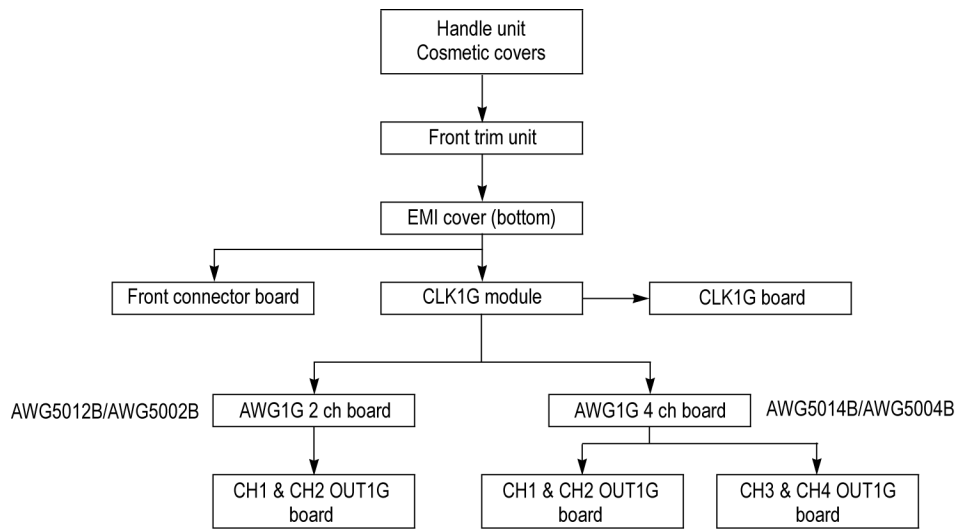 Handle unit
Cosmetic covers
Front trim unit
EMI cover (bottom)
Front connector board
CLK1G module
CLK1G board
AWG5012B/AWG5002B
AWG1G 2 ch board
AWG1G 4 ch board
AWG5014B/AWG5004B
CH1 & CH2 OUT1G
board
CH1 & CH2 OUT1G
board
CH3 & CH4 OUT1G
board